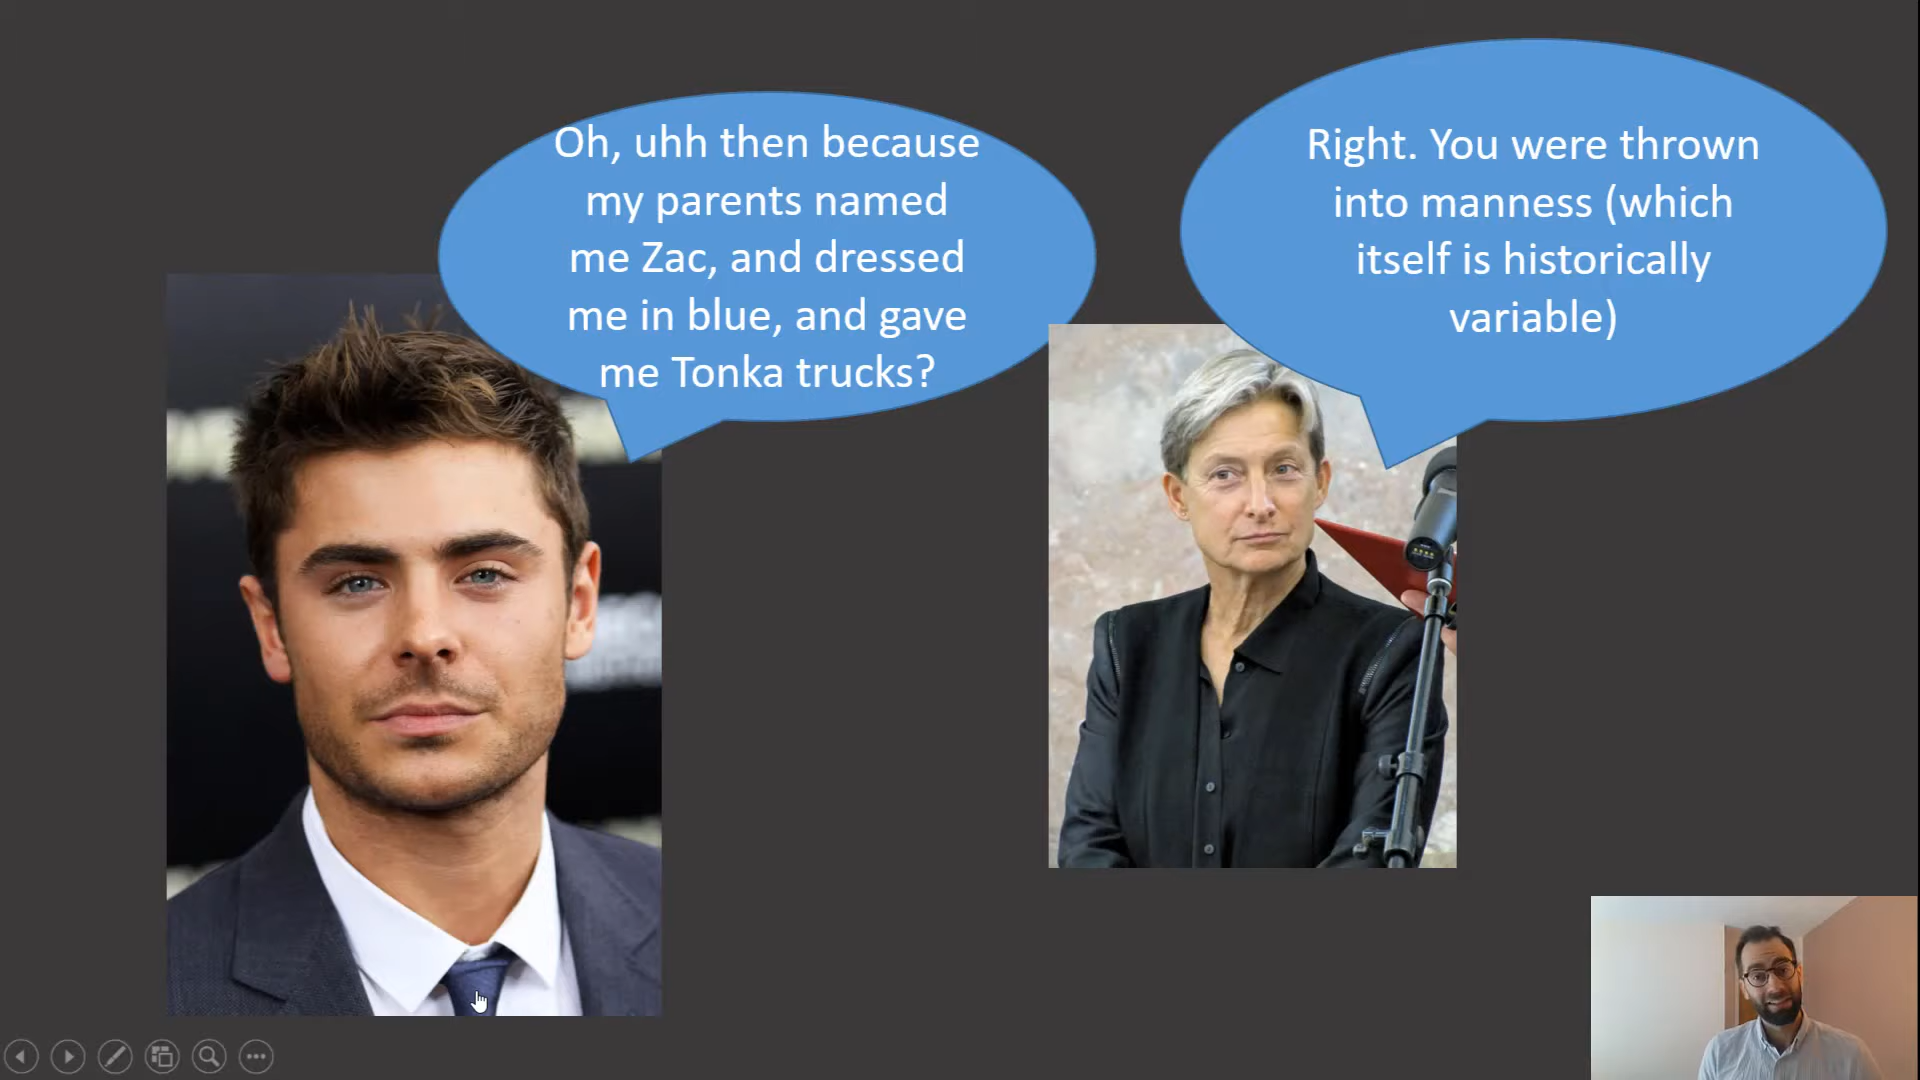 Oh, uhh then because
my parents named
me Zac, and dressed
me in blue, and gave
me Tonka trucks?
Right. You were thrown
into manness (which
itself is historically
variable)